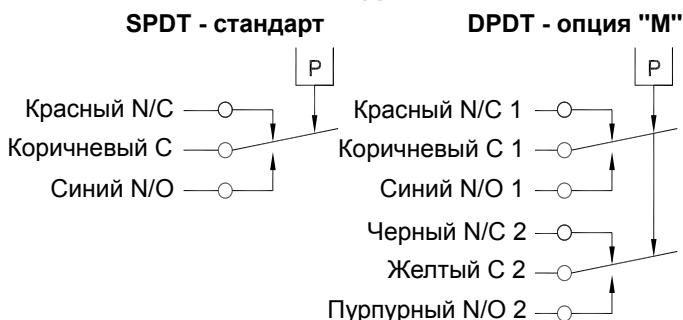 SPDT - стандарт
DPDT - опция "М"
P
P
Красный N/C
Коричневый C
Синий N/O
Красный N/C 1
Коричневый C 1
Синий N/O 1
Черный N/C 2
Желтый C 2
Пурпурный N/O 2